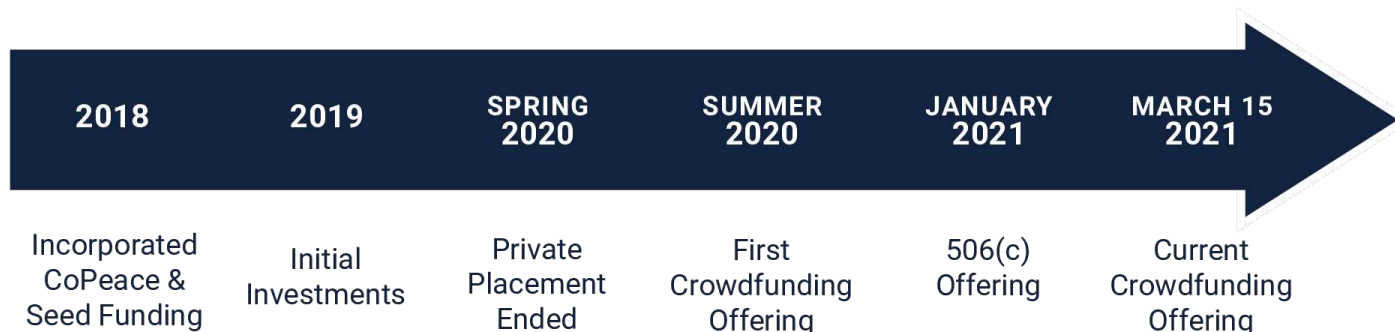 2018
2019
SPRING
2020
SUMMER
2020
JANUARY
2021
MARCH 15
2021
Incorporated
CoPeace &
Seed Funding
Initial
Investments
Private
Placement
Ended
First
Crowdfunding
Offering
506(c)
Offering
Current
Crowdfunding
Offering